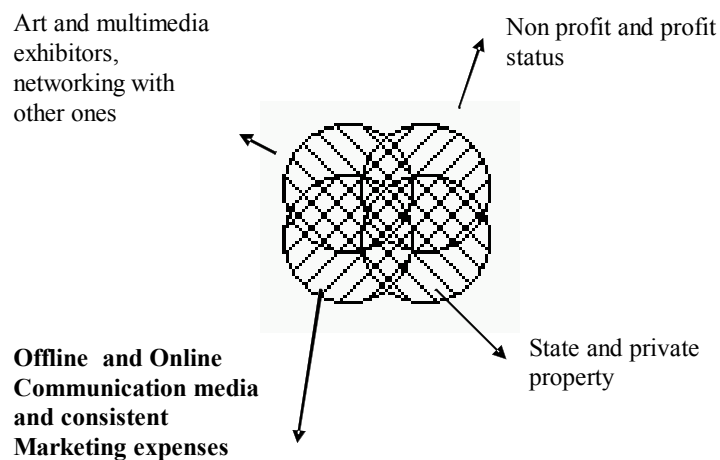 Art and multimedia
exhibitors,
networking with
other ones
Non profit and profit
status
State and private
property
Offline and Online
Communication media
and consistent
Marketing expenses